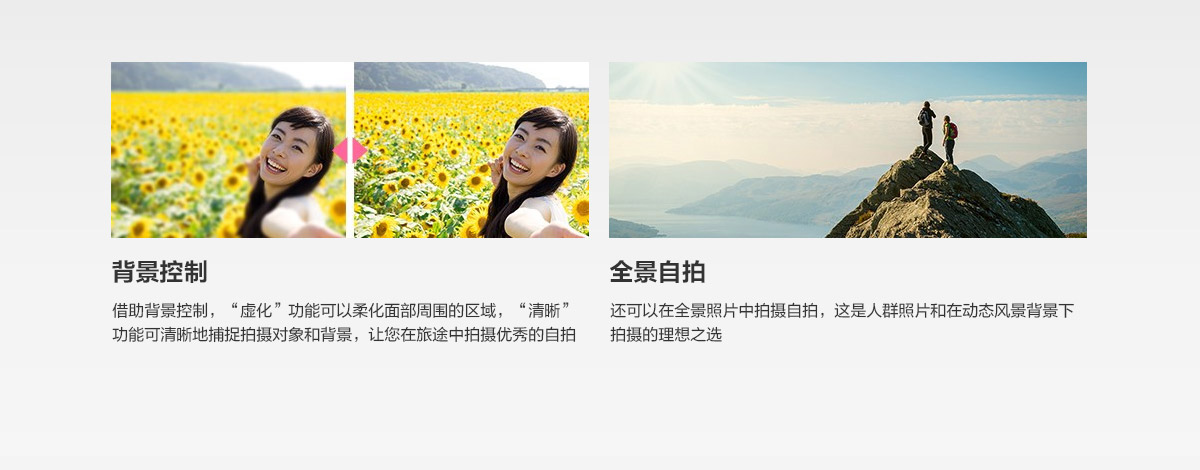 背景控制
借助背景控制，“虚化”功能可以柔化面部周围的区域，“清晰”
功能可清晰地捕捉拍摄对象和背景，让您在旅途中拍摄优秀的自拍
全景自拍
还可以在全景照片中拍摄自拍，这是人群照片和在动态风景背景下
拍摄的理想之选